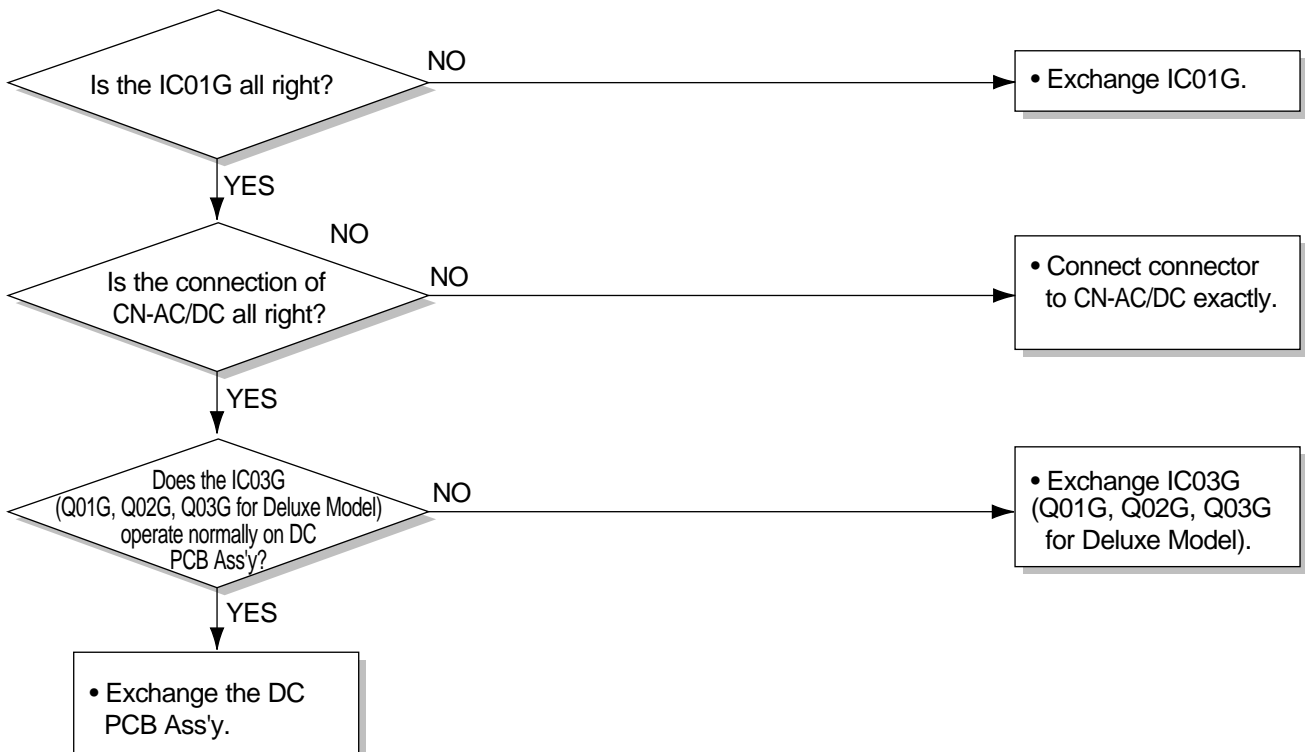 Is the IC01G all right?
NO
• Exchange IC01G.
YES
NO
Is the connection of
CN-AC/DC all right?
NO
• Connect connector
to CN-AC/DC exactly.
YES
Does the IC03G
(Q01G, Q02G, Q03G for Deluxe Model)
operate normally on DC
PCB Ass'y?
NO
• Exchange IC03G
(Q01G, Q02G, Q03G
for Deluxe Model).
YES
• Exchange the DC
PCB Ass'y.